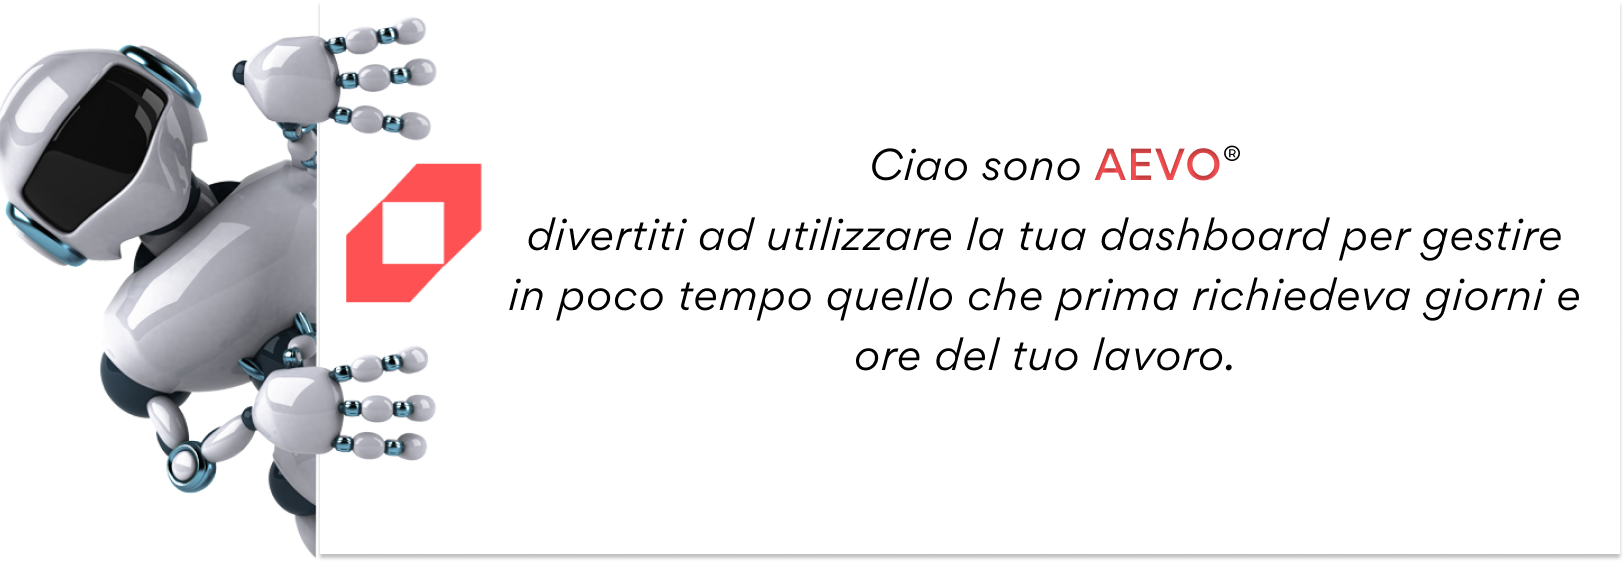 Ciao sono AEVO®
divertiti ad utilizzare la tua dashboard per gestire
in poco tempo quello che prima richiedeva giorni e
ore del tuo lavoro.